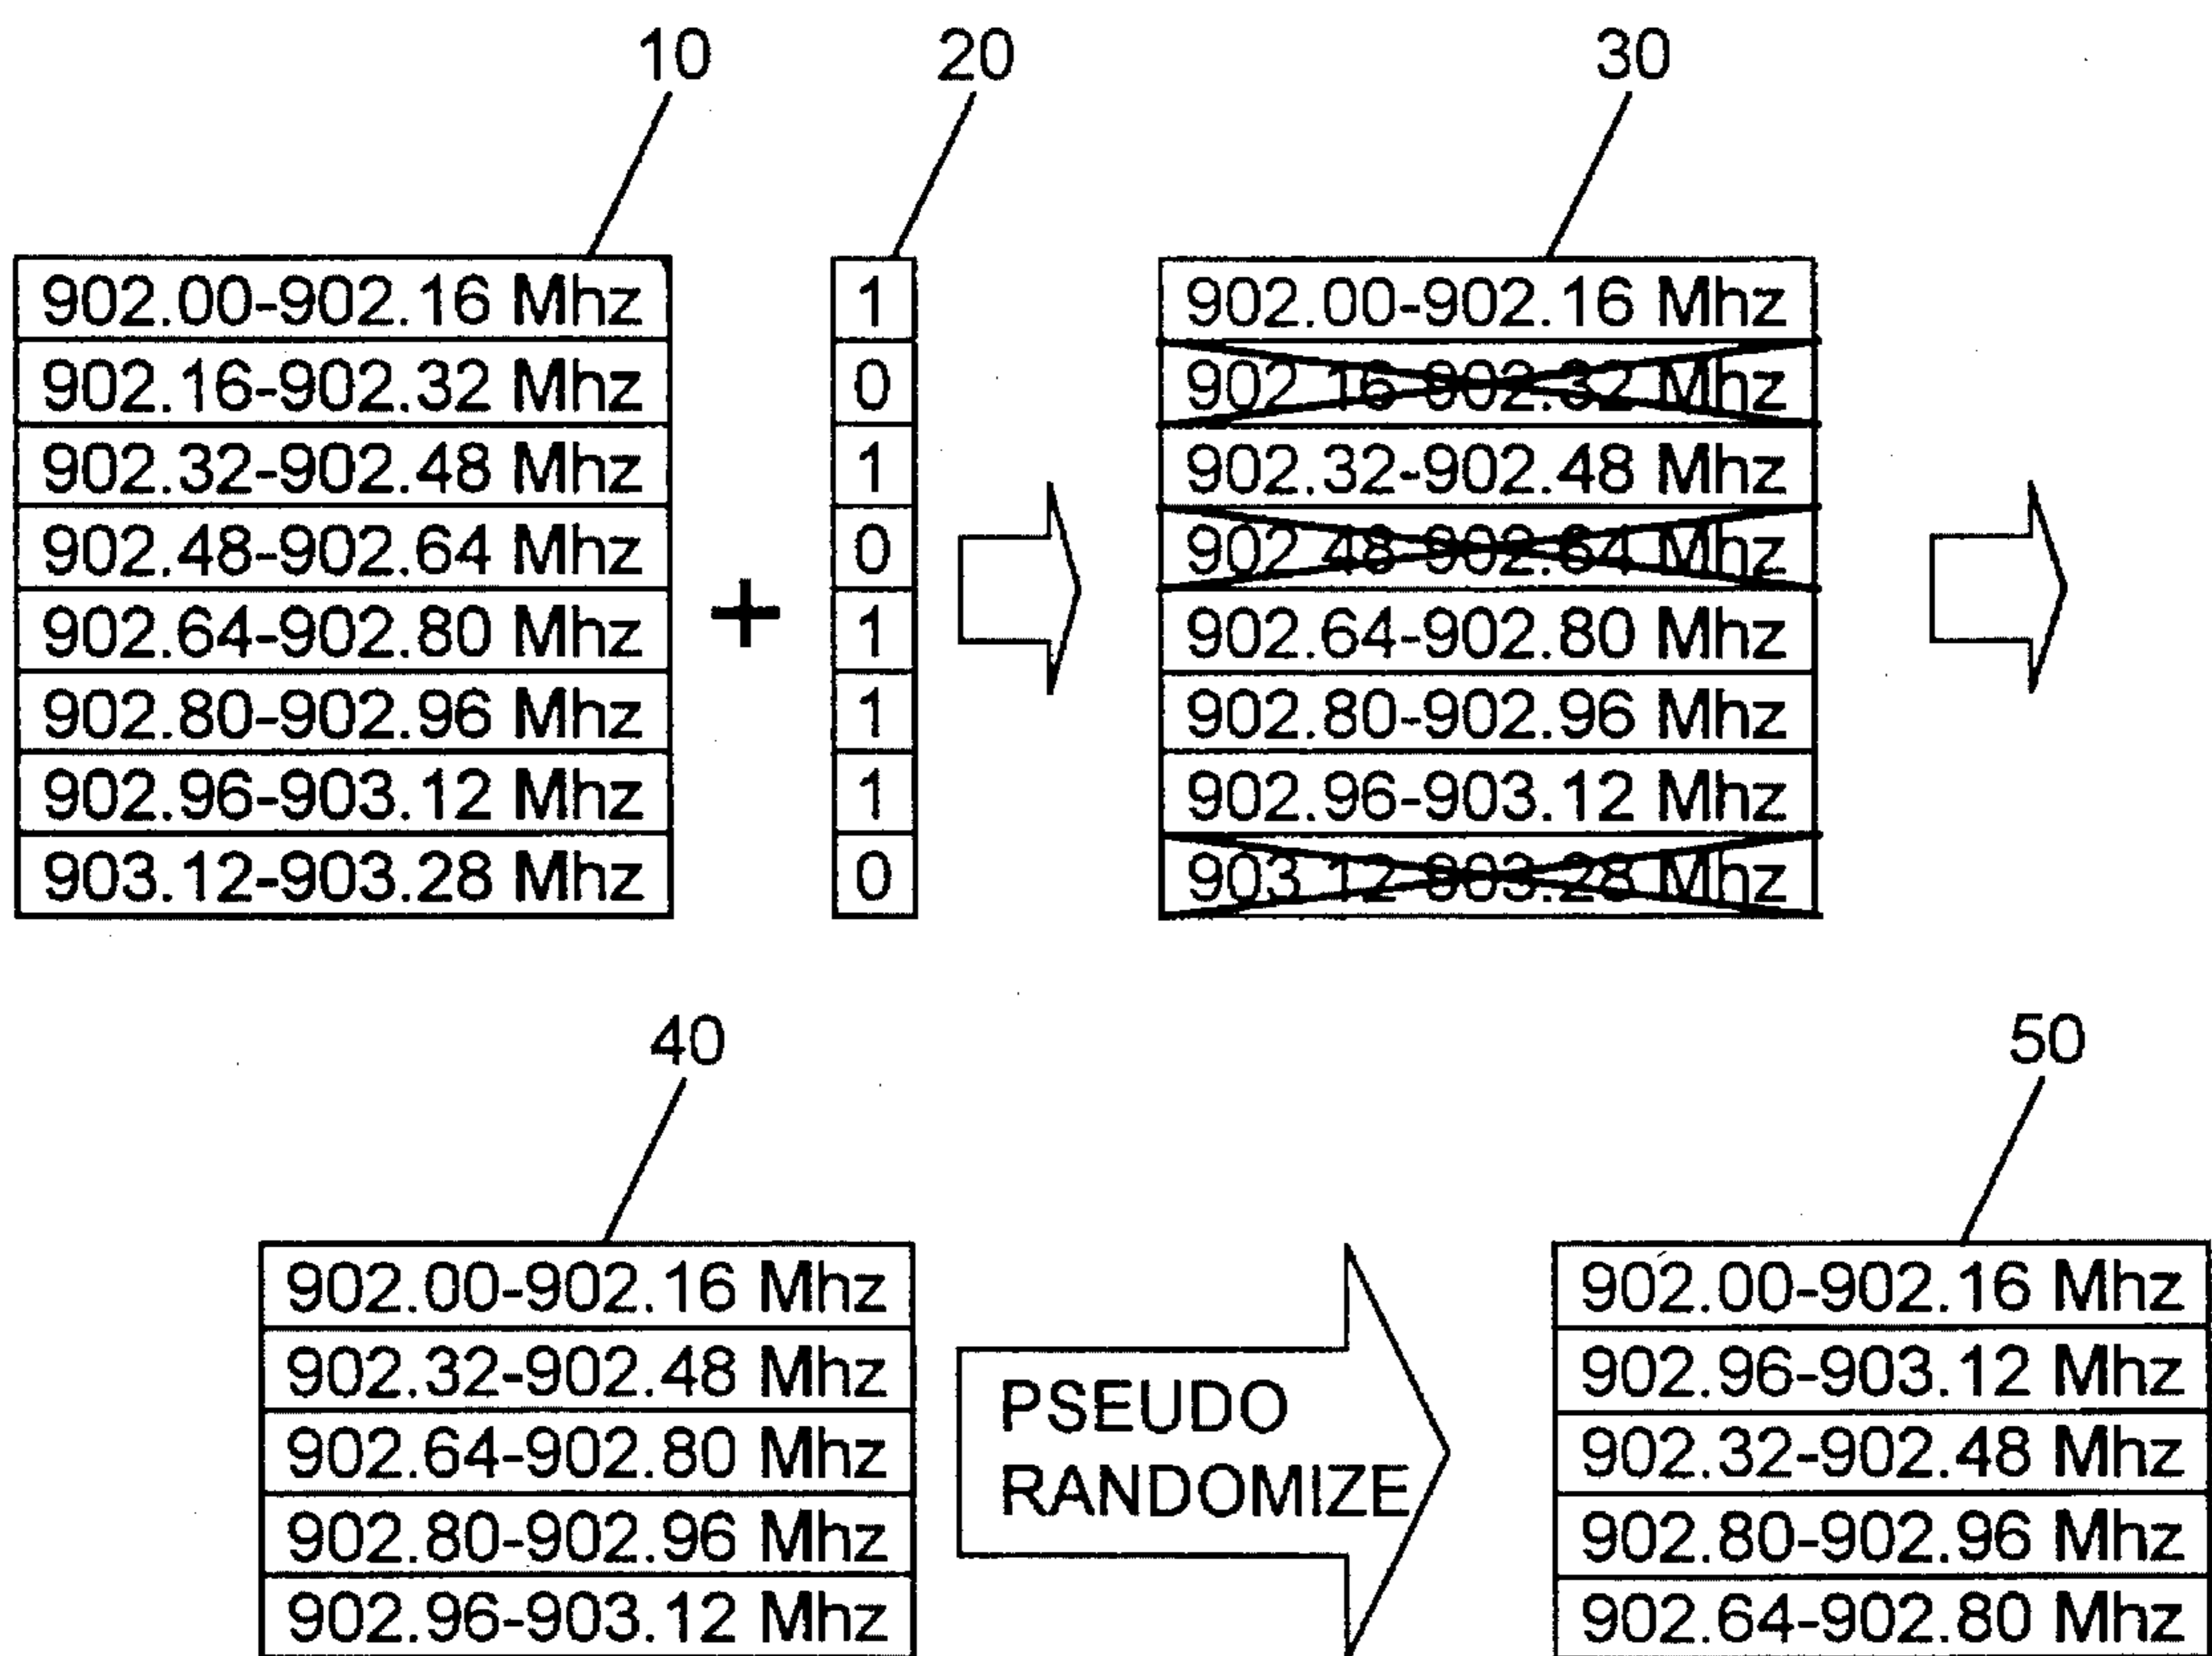 10
20
30
902.00-902.16 Mhz
902.16-902.32 Mhz
902.32-902.48 Mhz
902.48-902.64 Mhz
902.64-902.80 Mhz
902.80-902.96 Mhz
902.96-903.12 Mhz
903.12-903.28 Mhz
+
1
0
1
0
1
1
1
0
902.00-902.16 Mhz
902.16-902.32 Mhz
902.32-902.48 Mhz
902.48-902.64 Mhz
902.64-902.80 Mhz
902.80-902.96 Mhz
902.96-903.12 Mhz
903.12-903.28 Mhz
40
50
902.00-902.16 Mhz
902.32-902.48 Mhz
902.64-902.80 Mhz
902.80-902.96 Mhz
902.96-903.12 Mhz
PSEUDO
RANDOMIZE
902.00-902.16 Mhz
902.96-903.12 Mhz
902.32-902.48 Mhz
902.80-902.96 Mhz
902.64-902.80 Mhz